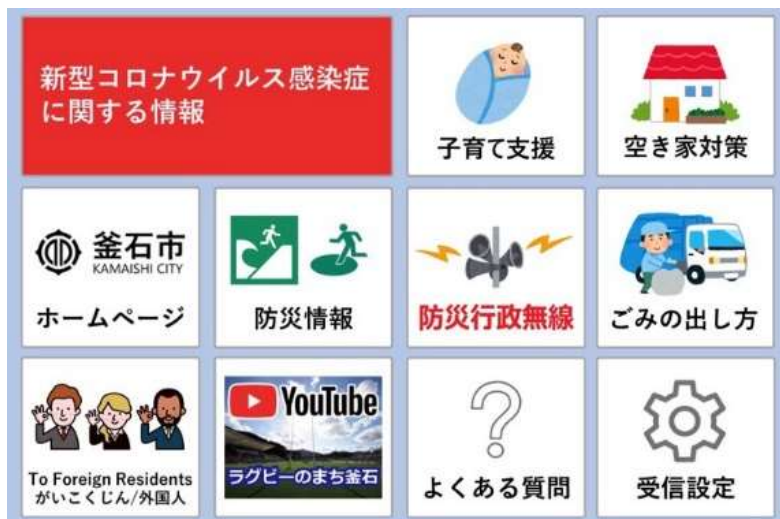 新型コロナウイルス感染症
に関する情報
子育て支援
空き家対策
釜石市
KAMAISHI CITY
ホームページ
防災情報
防災行政無線
ごみの出し方
To Foreign Residents
がいこくじん/外国人
YouTube
ラグビーのまち釜石
よくある質問
受信設定